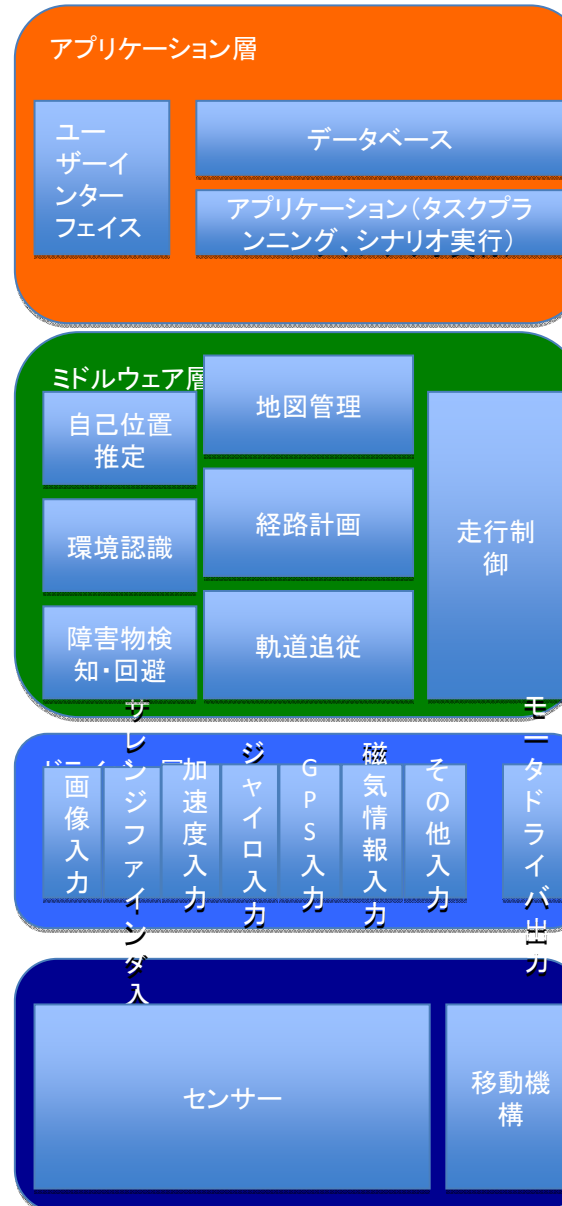 アプリケーション層
ユー
ザーイ
ンター
フェイス
データベース
アプリケーション（タスクプラ
ンニング、シナリオ実行）
ミドルウェア層
自己位置
推定
環境認識
障害物検
知・回避
地図管理
経路計画
軌道追従
走行制
御
画像入力
レンジファインダ入
加速度入力
ジャイロ入力
GPS入力
磁気情報入力
その他入力
モータドライバ出力
センサー
移動機
構